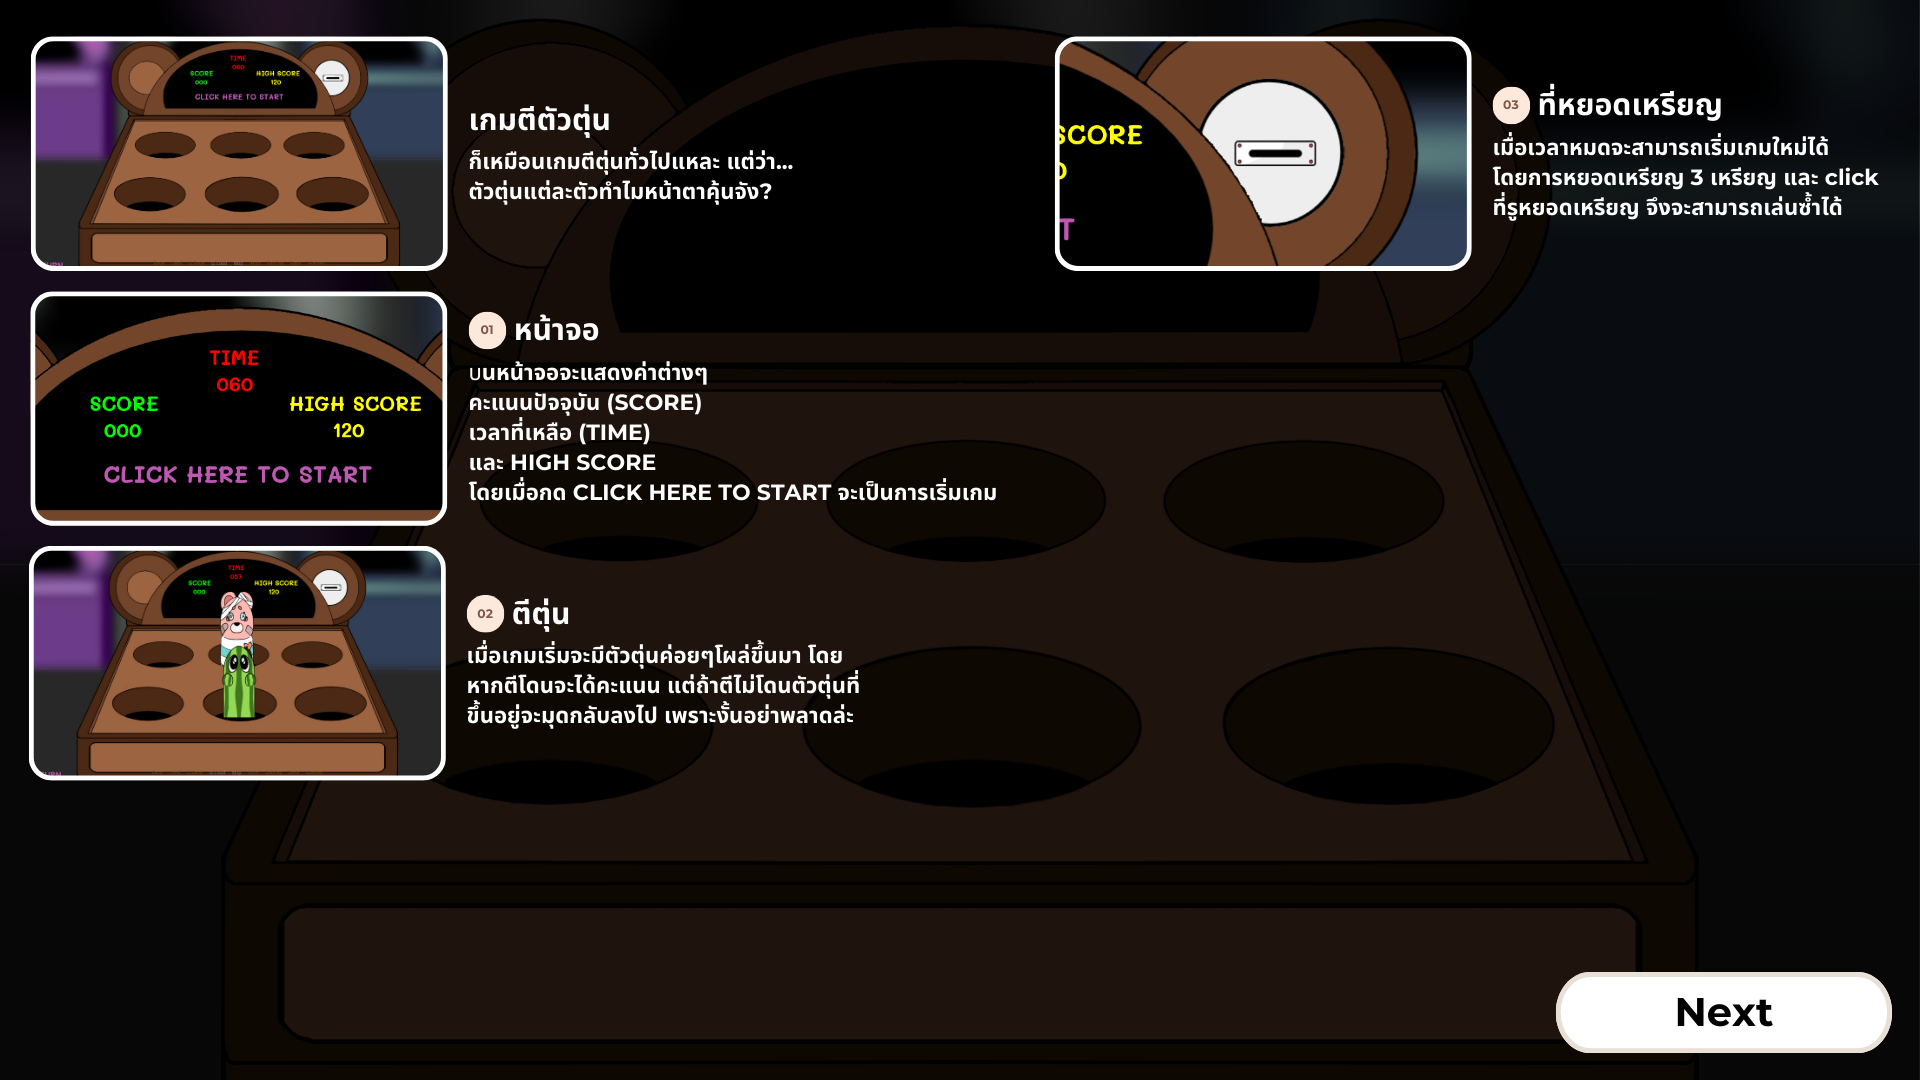 TIME
060
SCORE
000
HIGH SCORE
120
CLICK HERE TO START
เกมตีตัวตุ่น
ก็เหมือนเกมตีตุ่นทั่วไปแหละ แต่ว่า...
ตัวตุ่นแต่ละตัวทำไมหน้าตาคุ้นจัง?
TIME
060
SCORE
000
HIGH SCORE
120
CLICK HERE TO START
01 หน้าจอ
บนหน้าจอจะแสดงค่าต่างๆ
คะแนนปัจจุบัน (SCORE)
เวลาที่เหลือ (TIME)
และ HIGH SCORE
โดยเมื่อกด CLICK HERE TO START จะเป็นการเริ่มเกม
TIME
057
SCORE
000
HIGH SCORE
120
02 ตีตุ่น
เมื่อเกมเริ่มจะมีตัวตุ่นค่อยๆโผล่ขึ้นมา โดย
หากตีโดนจะได้คะแนน แต่ถ้าตีไม่โดนตัวตุ่นที่
ขึ้นอยู่จะมุดกลับลงไป เพราะงั้นอย่าพลาดล่ะ
SCORE
0
T
03 ที่หยอดเหรียญ
เมื่อเวลาหมดจะสามารถเริ่มเกมใหม่ได้
โดยการหยอดเหรียญ 3 เหรียญ และ click
ที่รูหยอดเหรียญ จึงจะสามารถเล่นซ้ำได้
Next